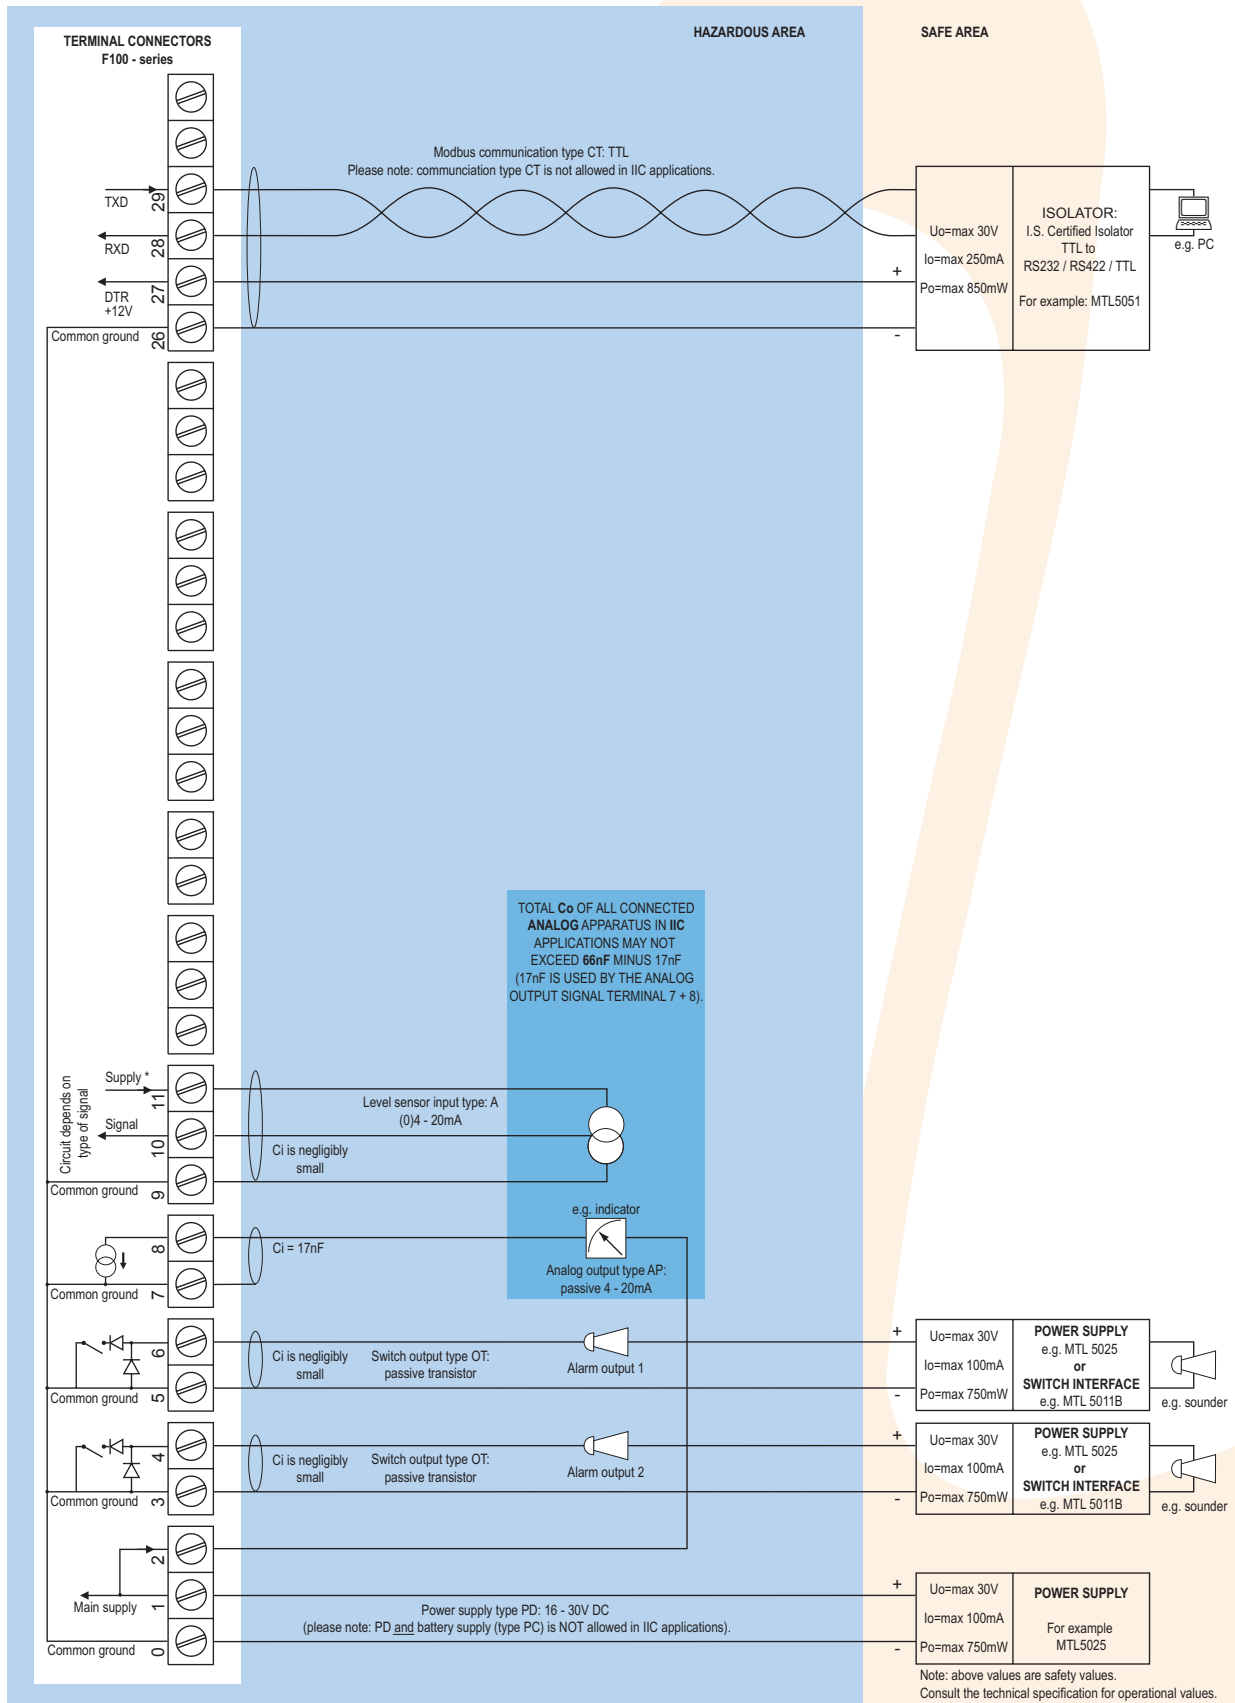 TERMINAL CONNECTORS
F100 - series
HAZARDOUS AREA
SAFE AREA
Modbus communication type CT: TTL
Please note: communciation type CT is not allowed in IIC applications.
TXD
29
RXD
28
DTR
+12V
27
Common ground
26
+
-
Uo=max 30V
Io=max 250mA
Po=max 850mW
ISOLATOR:
I.S. Certified Isolator
TTL to
RS232 / RS422 / TTL
For example: MTL5051
e.g. PC
TOTAL Co OF ALL CONNECTED
ANALOG APPARATUS IN IIC
APPLICATIONS MAY NOT
EXCEED 66nF MINUS 17nF
(17nF IS USED BY THE ANALOG
OUTPUT SIGNAL TERMINAL 7 + 8).
Circuit depends on
type of signal
Supply *
11
Signal
10
Common ground
9
Level sensor input type: A
(0)4 - 20mA
Ci is negligibly
small
8
Common ground
7
Ci = 17nF
e.g. indicator
Analog output type AP:
passive 4 - 20mA
6
Common ground
5
Ci is negligibly
small
Switch output type OT:
passive transistor
Alarm output 1
+
-
Uo=max 30V
Io=max 100mA
Po=max 750mW
POWER SUPPLY
e.g. MTL 5025
or
SWITCH INTERFACE
e.g. MTL 5011B
e.g. sounder
4
Common ground
3
Ci is negligibly
small
Switch output type OT:
passive transistor
Alarm output 2
+
-
Uo=max 30V
Io=max 100mA
Po=max 750mW
POWER SUPPLY
e.g. MTL 5025
or
SWITCH INTERFACE
e.g. MTL 5011B
e.g. sounder
2
Main supply
1
Common ground
0
Power supply type PD: 16 - 30V DC
(please note: PD and battery supply (type PC) is NOT allowed in IIC applications).
+
-
Uo=max 30V
Io=max 100mA
Po=max 750mW
POWER SUPPLY
For example
MTL5025
Note: above values are safety values.
Consult the technical specification for operational values.